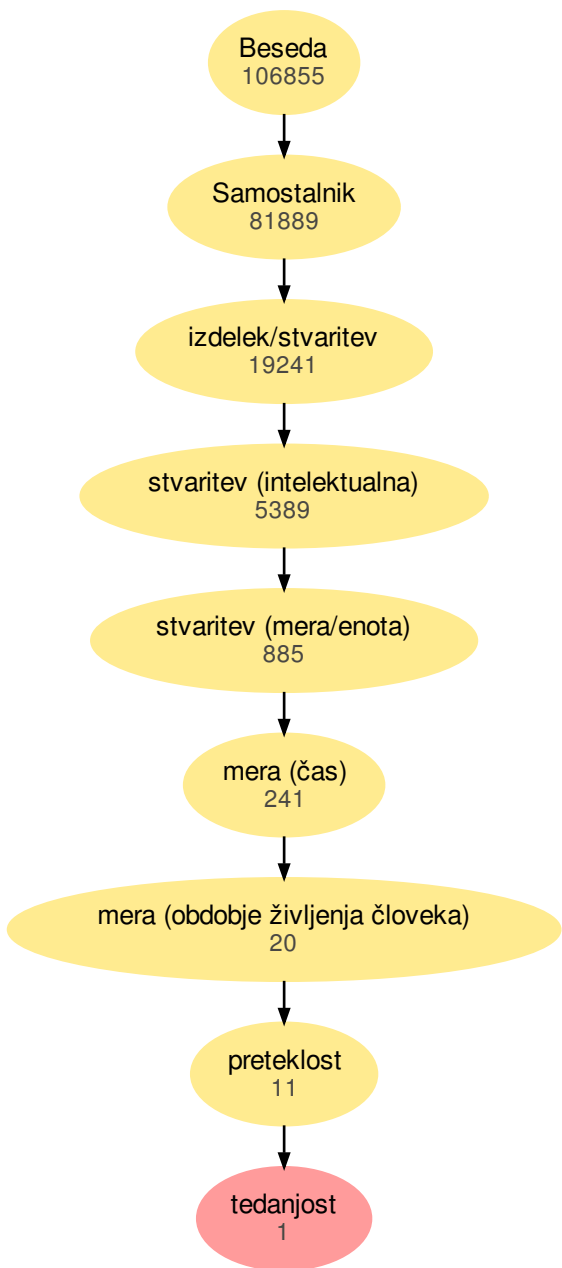 Beseda
106855
Samostalnik
81889
izdelek/stvaritev
19241
stvaritev (intelektualna)
5389
stvaritev (mera/enota)
885
mera (čas)
241
mera (obdobje življenja človeka)
20
preteklost
11
tedanjost
1